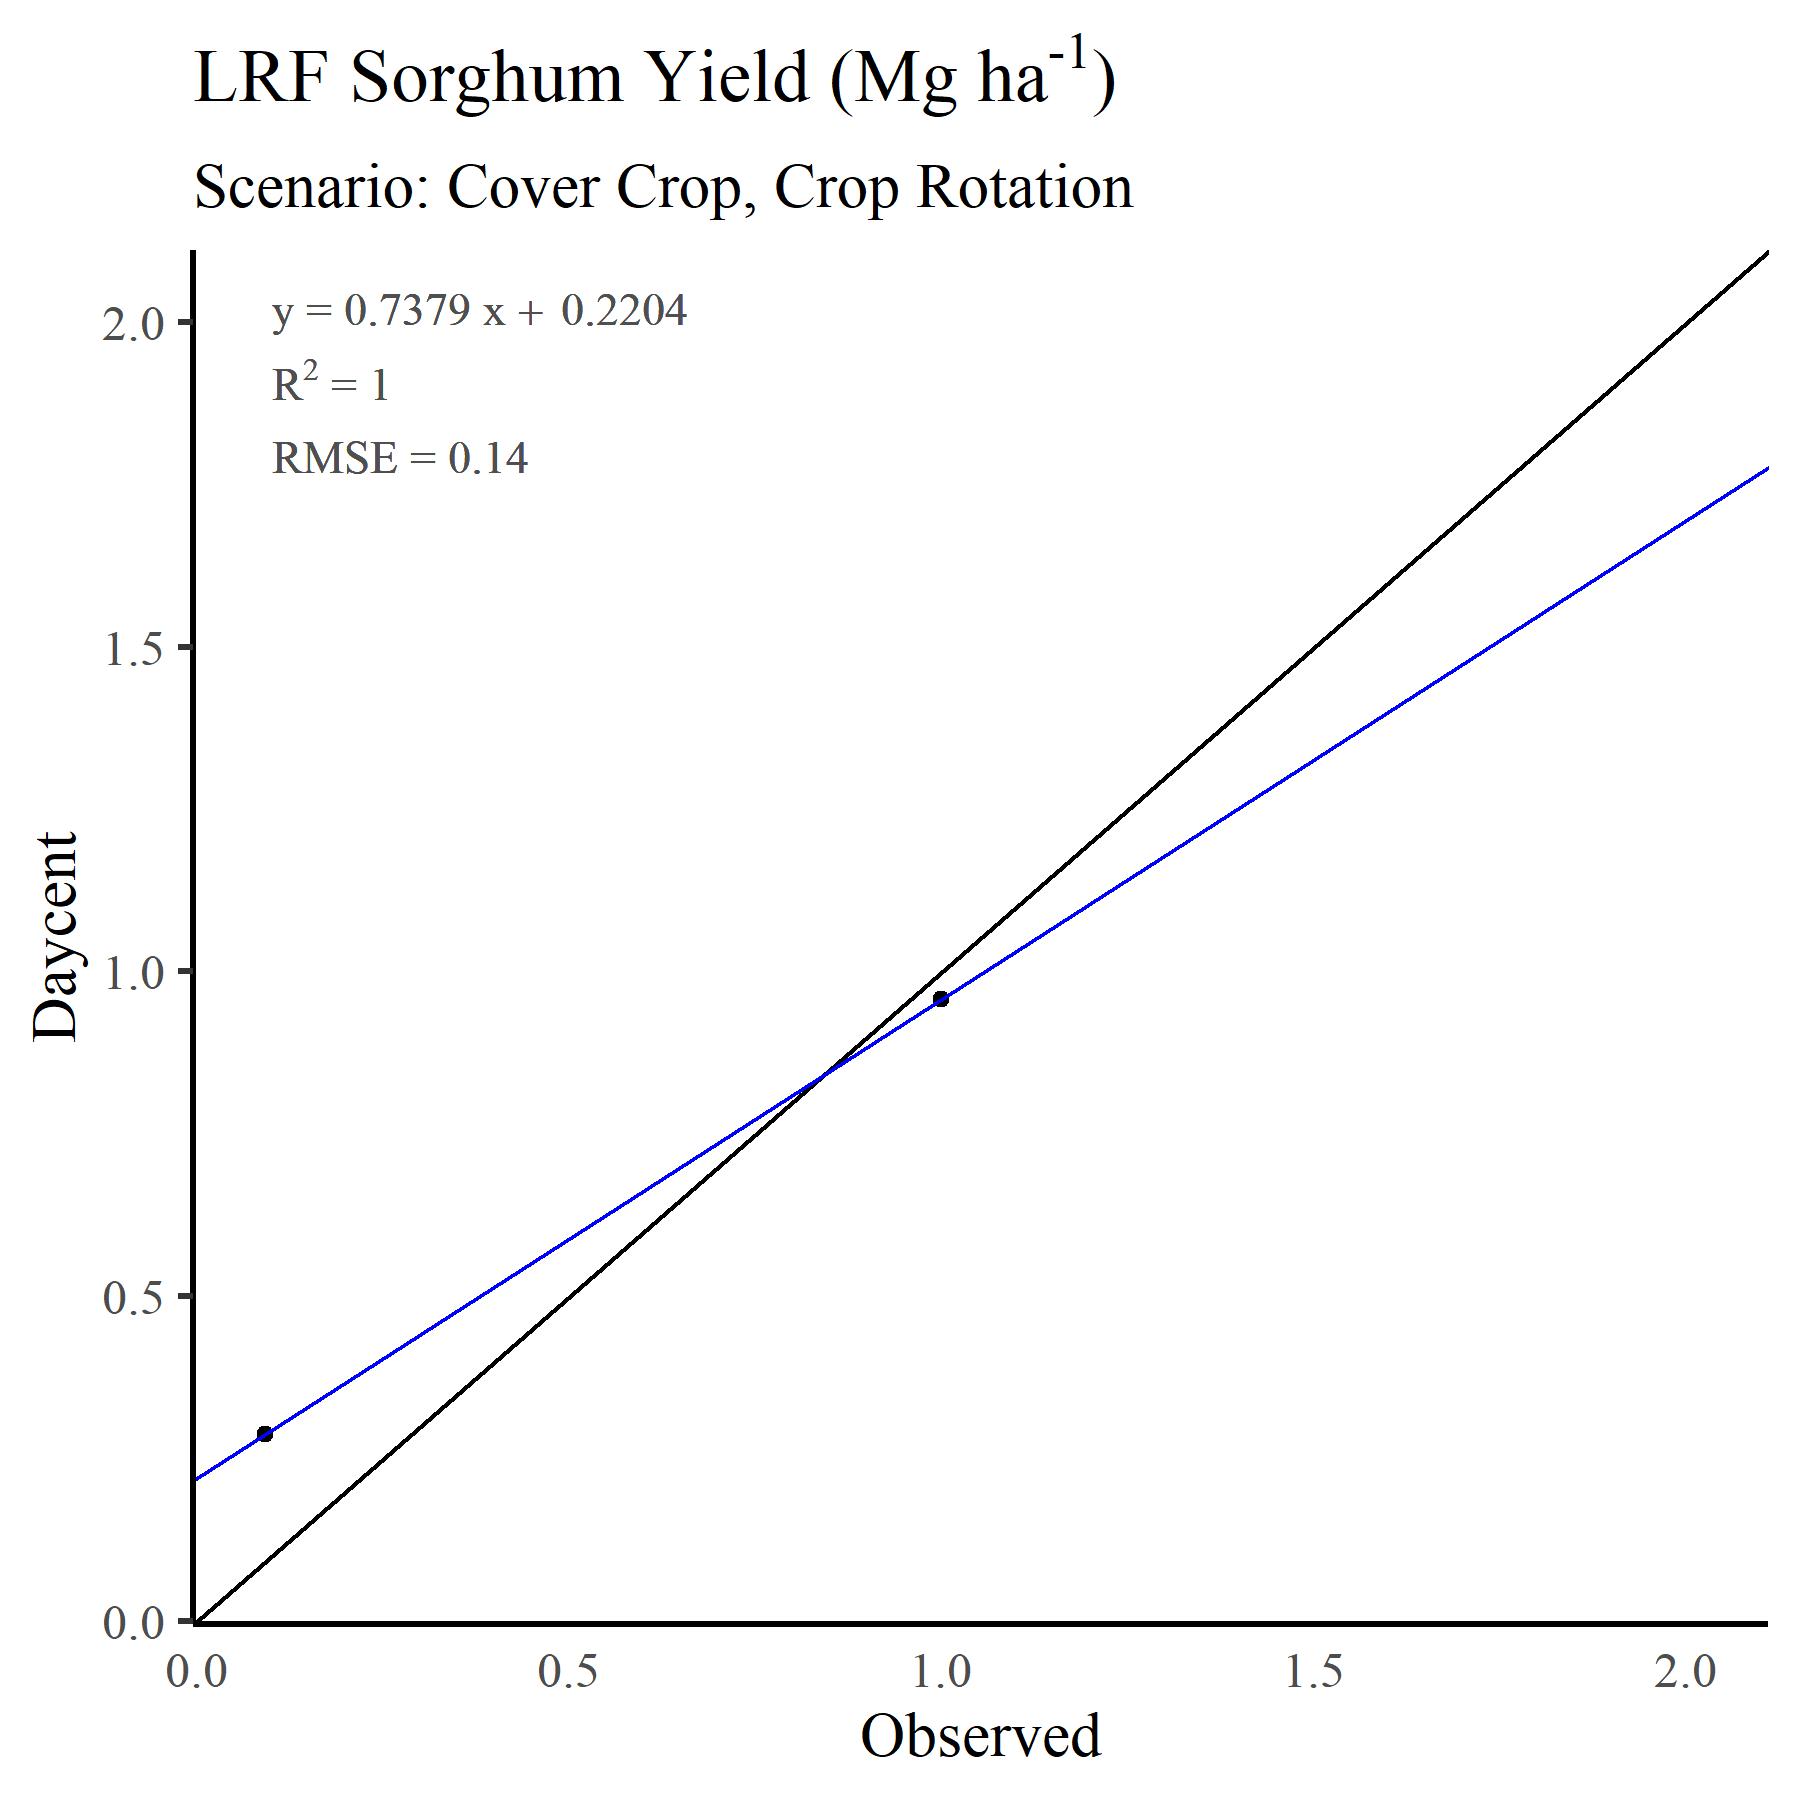 LRF Sorghum Yield (Mg ha⁻¹)
Scenario: Cover Crop, Crop Rotation
y = 0.7379 x + 0.2204
R² = 1
RMSE = 0.14
2.0
1.5
1.0
0.5
0.0
Daycent
0.0 0.5 1.0 1.5 2.0
Observed